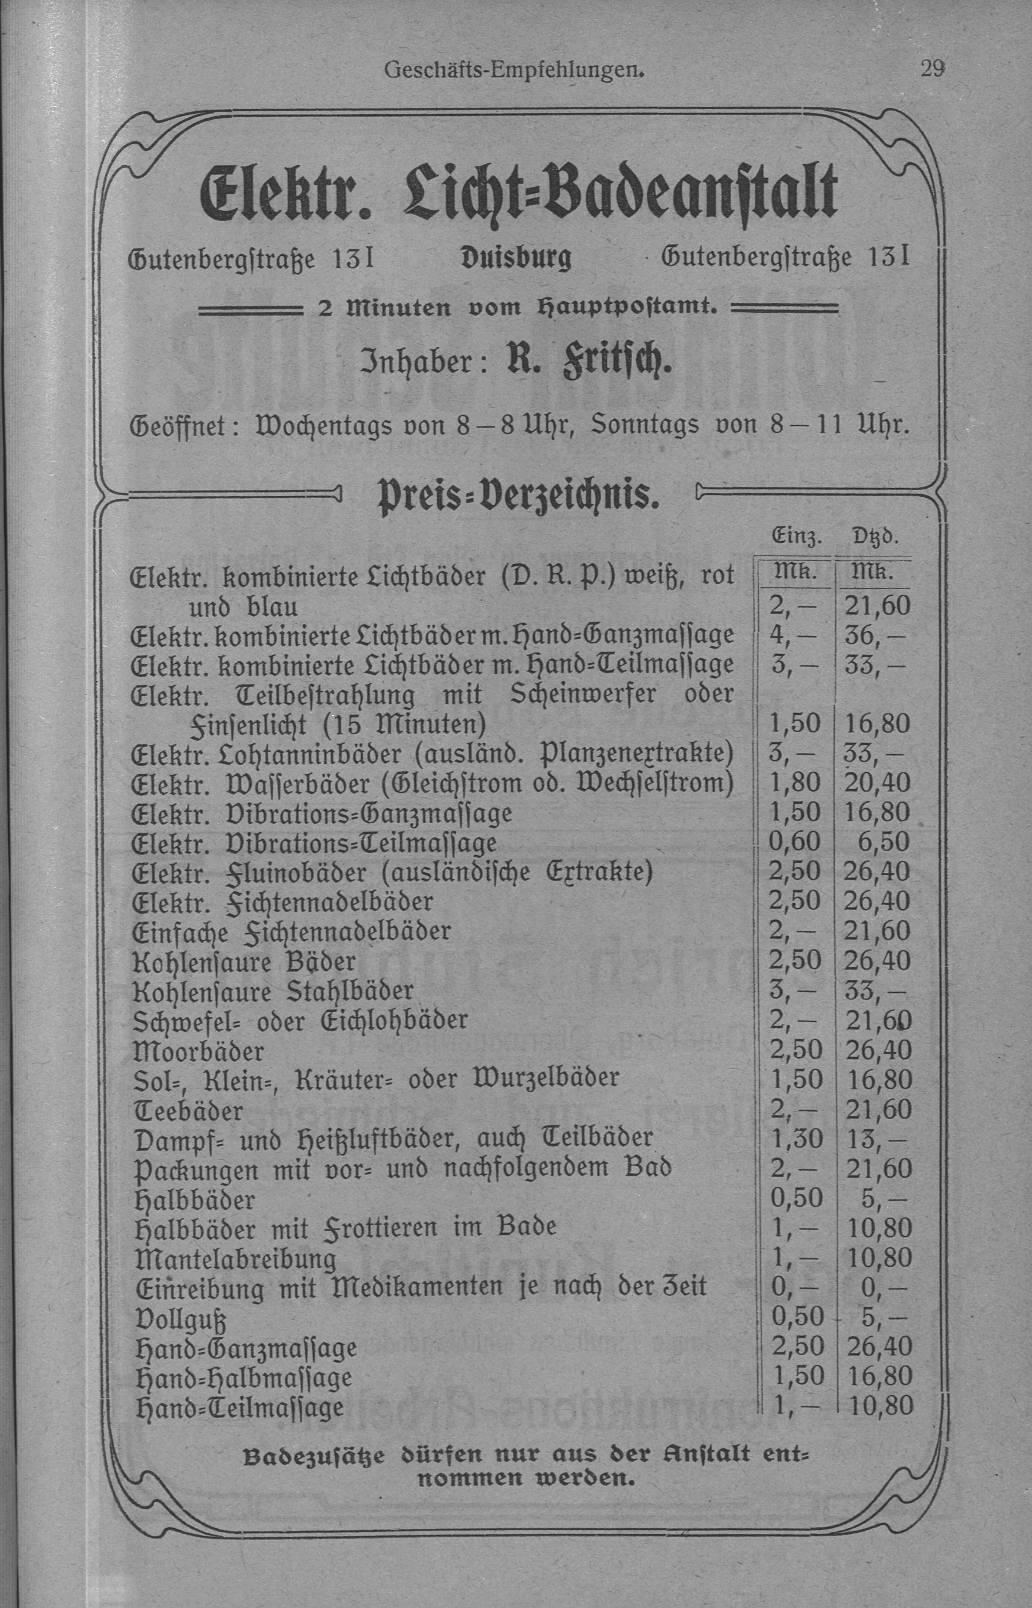 Geschäfts-Empfehlungen. 29
Elektr. Licht=Badeanstalt
Gutenbergstraße 13 I Duisburg Gutenbergstraße 13 I
2 Minuten vom Hauptpostamt.
Inhaber: R. Fritsch.
Geöffnet: Wochentags von 8—8 Uhr, Sonntags von 8—11 Uhr.
Preis=Verzeichnis.
Einz. Dtzd.
Mk. Mk.
Elektr. kombinierte Lichtbäder (D. R. P.) weiß, rot
und blau 2,— 21,60
Elektr. kombinierte Lichtbäder m. Hand=Ganzmassage 4,— 36,—
Elektr. kombinierte Lichtbäder m. Hand=Teilmassage 3,— 33,—
Elektr. Teilbestrahlung mit Scheinwerfer oder
Finsenlicht (15 Minuten) 1,50 16,80
Elektr. Lohtanninbäder (ausländ. Planzenextrakte) 3,— 33,—
Elektr. Wasserbäder (Gleichstrom od. Wechselstrom) 1,80 20,40
Elektr. Vibrations=Ganzmassage 1,50 16,80
Elektr. Vibrations=Teilmassage 0,60 6,50
Elektr. Fluinobäder (ausländische Extrakte) 2,50 26,40
Elektr. Fichtennadelbäder 2,50 26,40
Einfache Fichtennadelbäder 2,— 21,60
Kohlensaure Bäder 2,50 26,40
Kohlensaure Stahlbäder 3,— 33,—
Schwefel= oder Eichlohbäder 2,— 21,60
Moorbäder 2,50 26,40
Sol=, Klein=, Kräuter= oder Wurzelbäder 1,50 16,80
Teebäder 2,— 21,60
Dampf= und Heißluftbäder, auch Teilbäder 1,30 13,—
Packungen mit vor= und nachfolgendem Bad 2,— 21,60
Halbbäder 0,50 5,—
Halbbäder mit Frottieren im Bade 1,— 10,80
Mantelabreibung 1,— 10,80
Einreibung mit Medikamenten je nach der Zeit 0,— 0,—
Vollguß 0,50 5,—
Hand=Ganzmassage 2,50 26,40
Hand=Halbmassage 1,50 16,80
Hand=Teilmassage 1,— 10,80
Badezusätze dürfen nur aus der Anstalt ent=
nommen werden.